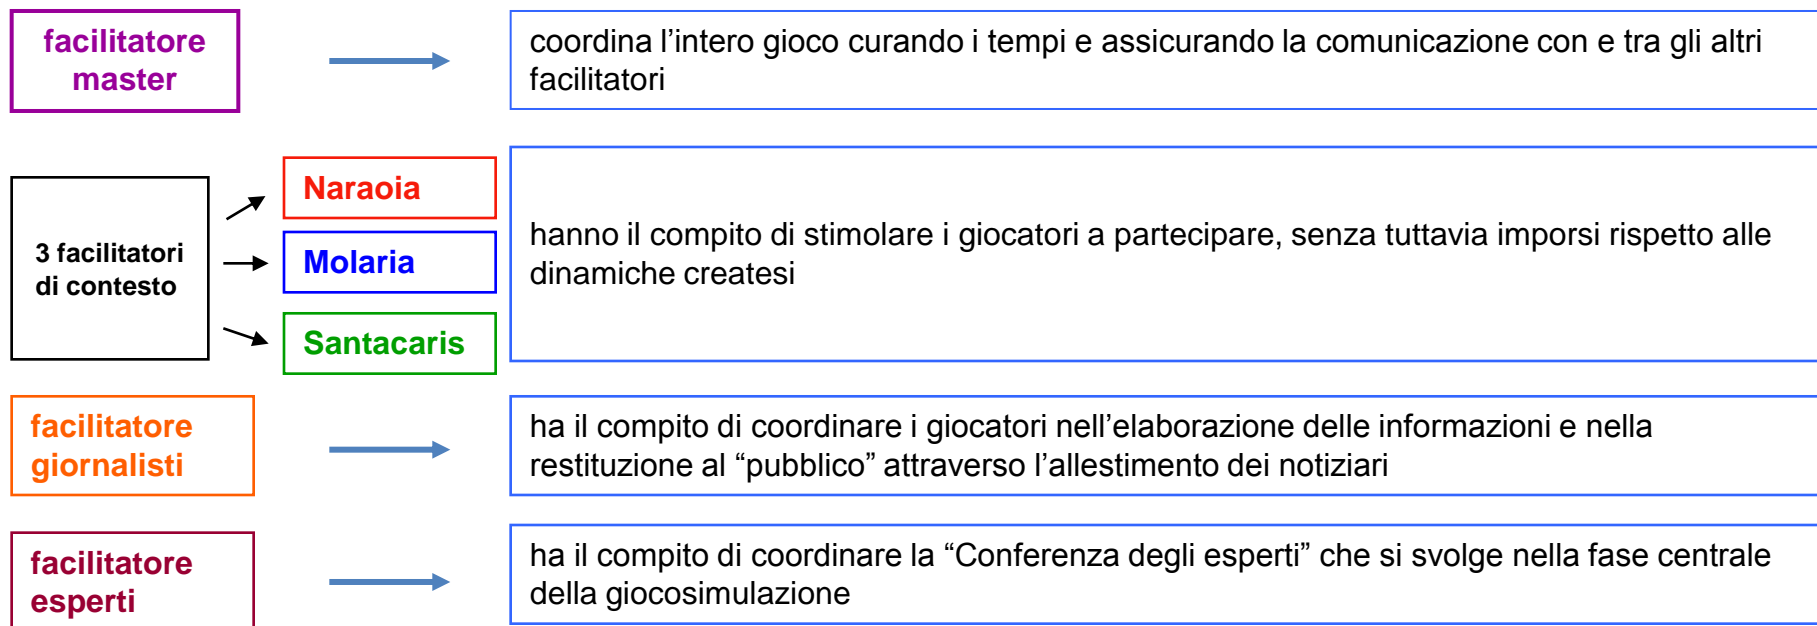 facilitatore
master
coordina l’intero gioco curando i tempi e assicurando la comunicazione con e tra gli altri
facilitatori
3 facilitatori
di contesto
Naraoia
Molaria
Santacaris
hanno il compito di stimolare i giocatori a partecipare, senza tuttavia imporsi rispetto alle
dinamiche createsi
facilitatore
giornalisti
ha il compito di coordinare i giocatori nell’elaborazione delle informazioni e nella
restituzione al “pubblico” attraverso l’allestimento dei notiziari
facilitatore
esperti
ha il compito di coordinare la “Conferenza degli esperti” che si svolge nella fase centrale
della giocosimulazione